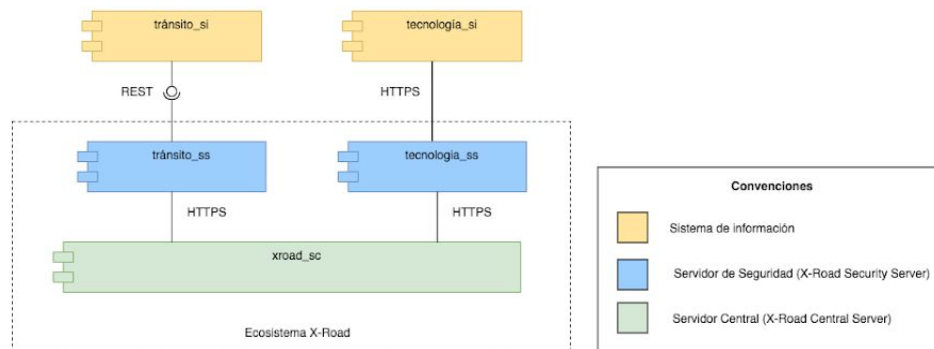 tránsito_si
tecnología_si
REST
HTTPS
tránsito_ss
tecnologia_ss
HTTPS
HTTPS
xroad_sc
Ecosistema X-Road
Convenciones
Sistema de información
Servidor de Seguridad (X-Road Security Server)
Servidor Central (X-Road Central Server)